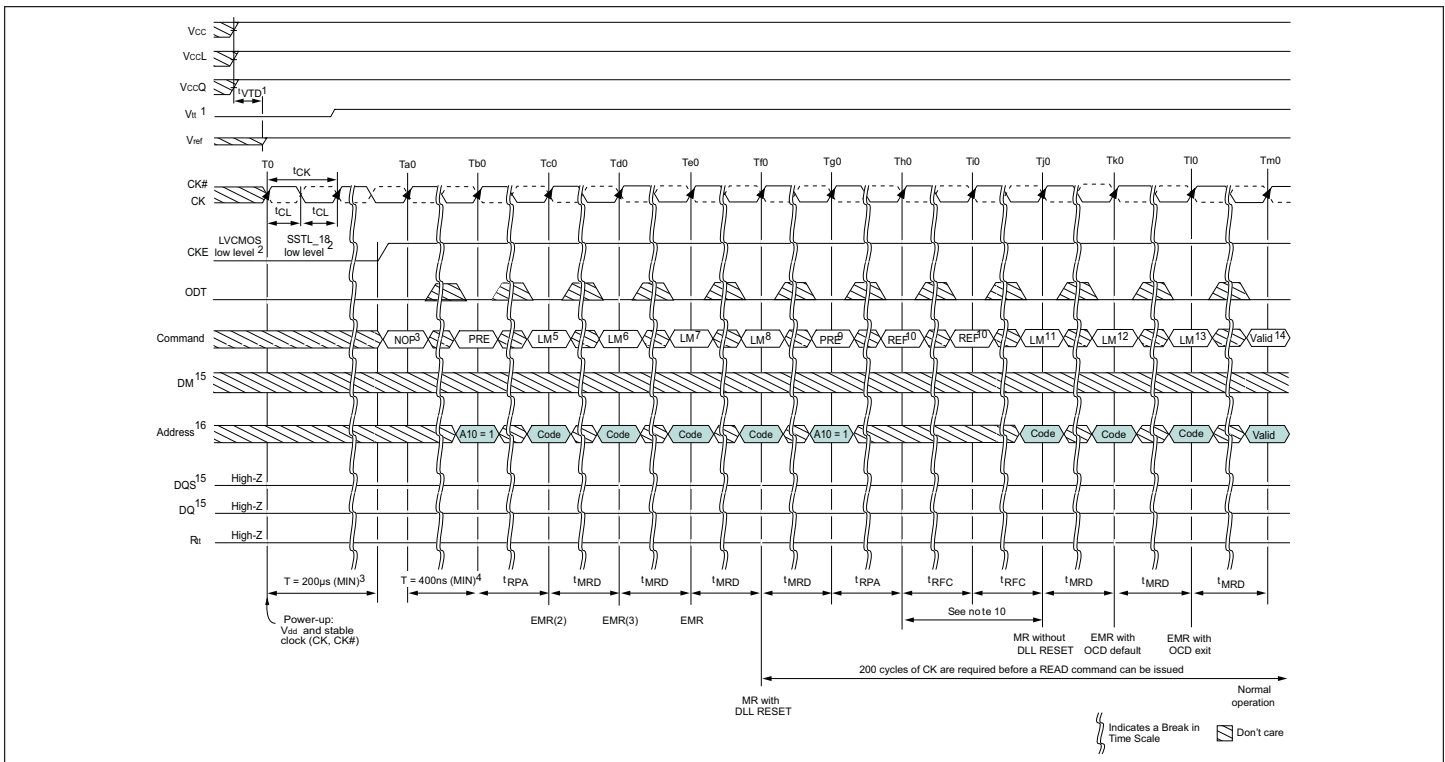 Vcc
VccL
VccQ
tVTD1
Vtt 1
Vref
T0 Ta0 Tb0 Tc0 Td0 Te0 Tf0 Tg0 Th0 Ti0 Tj0 Tk0 Tl0 Tm0
tCK
CK#
CK
tCL tCL
LVCMOS low level 2
SSTL_18 low level 2
CKE
ODT
Command NOP3 PRE LM5 LM6 LM7 LM8 PRE9 REF10 REF10 LM11 LM12 LM13 Valid 14
DM15
Address16 A10 = 1 Code Code Code Code A10 = 1 Code Code Code Valid
DQS15 High-Z
DQ15 High-Z
Rtt High-Z
T = 200µs (MIN)3 T = 400ns (MIN)4 tRPA tMRD tMRD tMRD tMRD tRPA tRFC tRFC tMRD tMRD tMRD
See note 10
EMR(2) EMR(3) EMR
Power-up:
Vdd and stable
clock (CK, CK#)
MR without
DLL RESET
EMR with
OCD default
EMR with
OCD exit
200 cycles of CK are required before a READ command can be issued
MR with
DLL RESET
Normal
operation
Indicates a Break in
Time Scale
Don't care